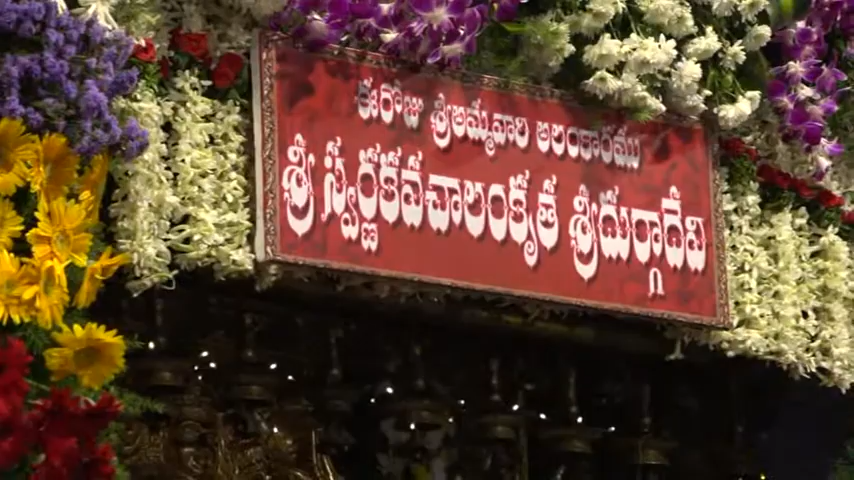 ఈరోజు శ్రీఅమ్మవారి అలంకారము
శ్రీ స్వర్ణకవచాలంకృత శ్రీదుర్గాదేవి